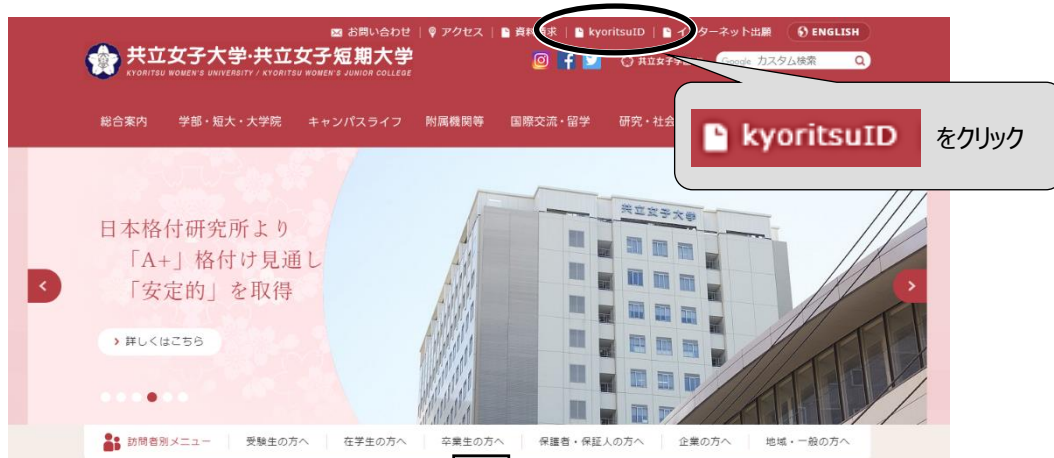 お問い合わせ | アクセス | 資料請求 | kyoritsuID | インターネット出願 ENGLISH
共立女子大学・共立女子短期大学
KYORITSU WOMEN'S UNIVERSITY / KYORITSU WOMEN'S JUNIOR COLLEGE
共立女子学園 Google カスタム検索
総合案内 学部・短大・大学院 キャンパスライフ 附属機関等 国際交流・留学 研究・社会
kyoritsuID をクリック
共立女子大学
日本格付研究所より
「A+」格付け見通し
「安定的」を取得
詳しくはこちら
訪問者別メニュー 受験生の方へ 在学生の方へ 卒業生の方へ 保護者・保証人の方へ 企業の方へ 地域・一般の方へ